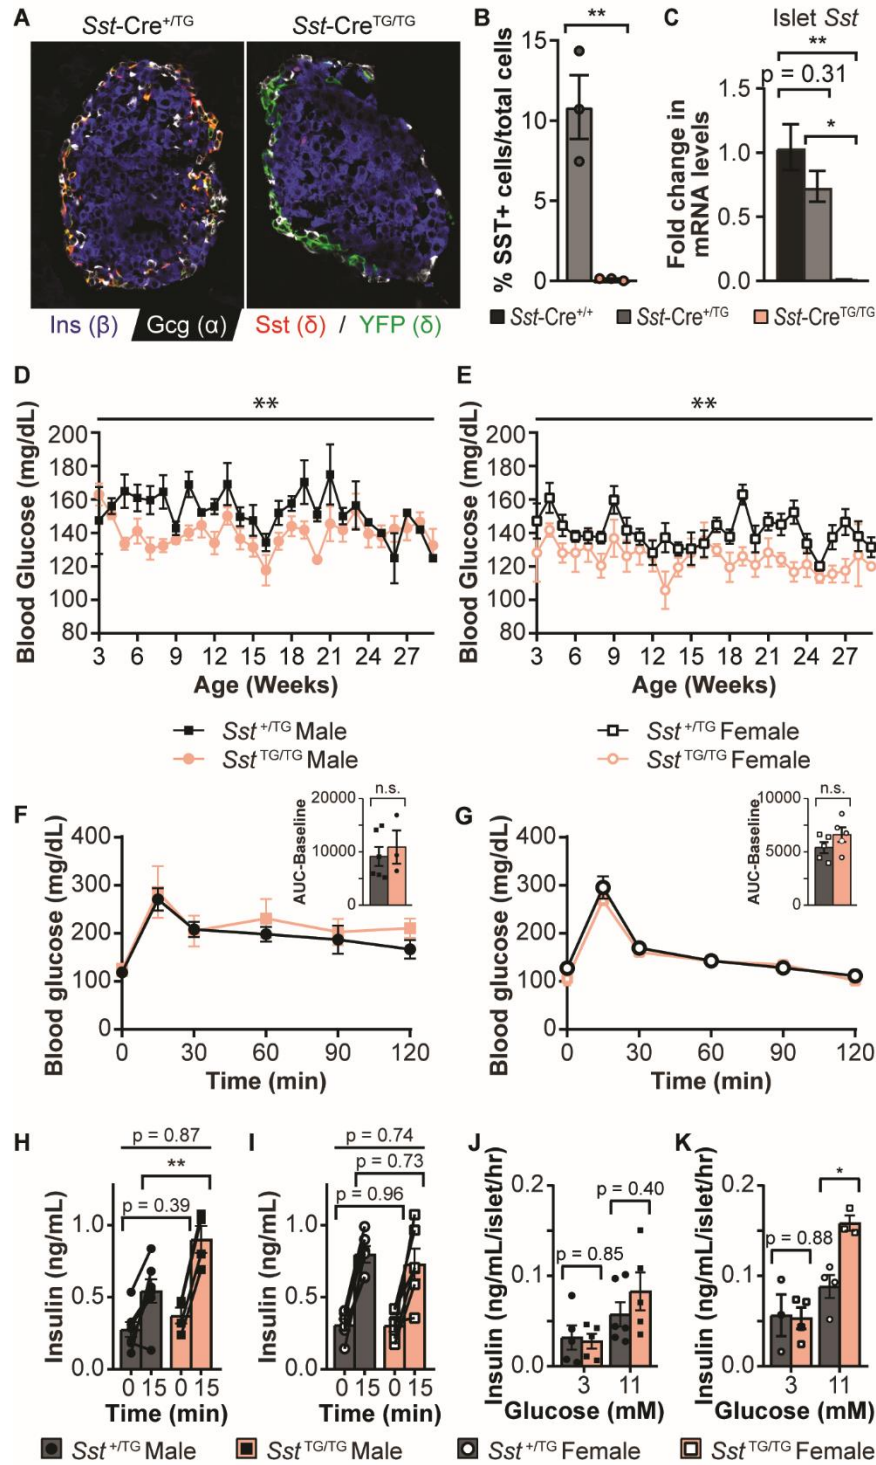 A
Sst-Cre+/TG
Sst-CreTG/TG
Ins (β)
Gcg (α)
Sst (δ) / YFP (δ)
B
**
% SST+ cells/total cells
15
10
5
0
C
Islet Sst
**
p = 0.31
*
Fold change in
mRNA levels
1.5
1.0
0.5
0.0
Sst-Cre+/+
Sst-Cre+/TG
Sst-CreTG/TG
D
**
Blood Glucose (mg/dL)
200
180
160
140
120
100
80
3 6 9 12 15 18 21 24 27
Age (Weeks)
Sst+/TG Male
SstTG/TG Male
E
**
Blood Glucose (mg/dL)
200
180
160
140
120
100
80
3 6 9 12 15 18 21 24 27
Age (Weeks)
Sst+/TG Female
SstTG/TG Female
F
Blood glucose (mg/dL)
400
300
200
100
0
0 30 60 90 120
Time (min)
AUC-Baseline
20000
10000
0
n.s.
G
Blood glucose (mg/dL)
400
300
200
100
0
0 30 60 90 120
Time (min)
AUC-Baseline
10000
5000
0
n.s.
H
p = 0.87
**
p = 0.39
Insulin (ng/mL)
1.0
0.5
0.0
0 15 0 15
Time (min)
I
p = 0.74
p = 0.73
p = 0.96
Insulin (ng/mL)
1.0
0.5
0.0
0 15 0 15
Time (min)
J
p = 0.40
p = 0.85
Insulin (ng/mL/islet/hr)
0.2
0.1
0.0
3 11
Glucose (mM)
K
*
p = 0.88
Insulin (ng/mL/islet/hr)
0.2
0.1
0.0
3 11
Glucose (mM)
Sst+/TG Male
SstTG/TG Male
Sst+/TG Female
SstTG/TG Female